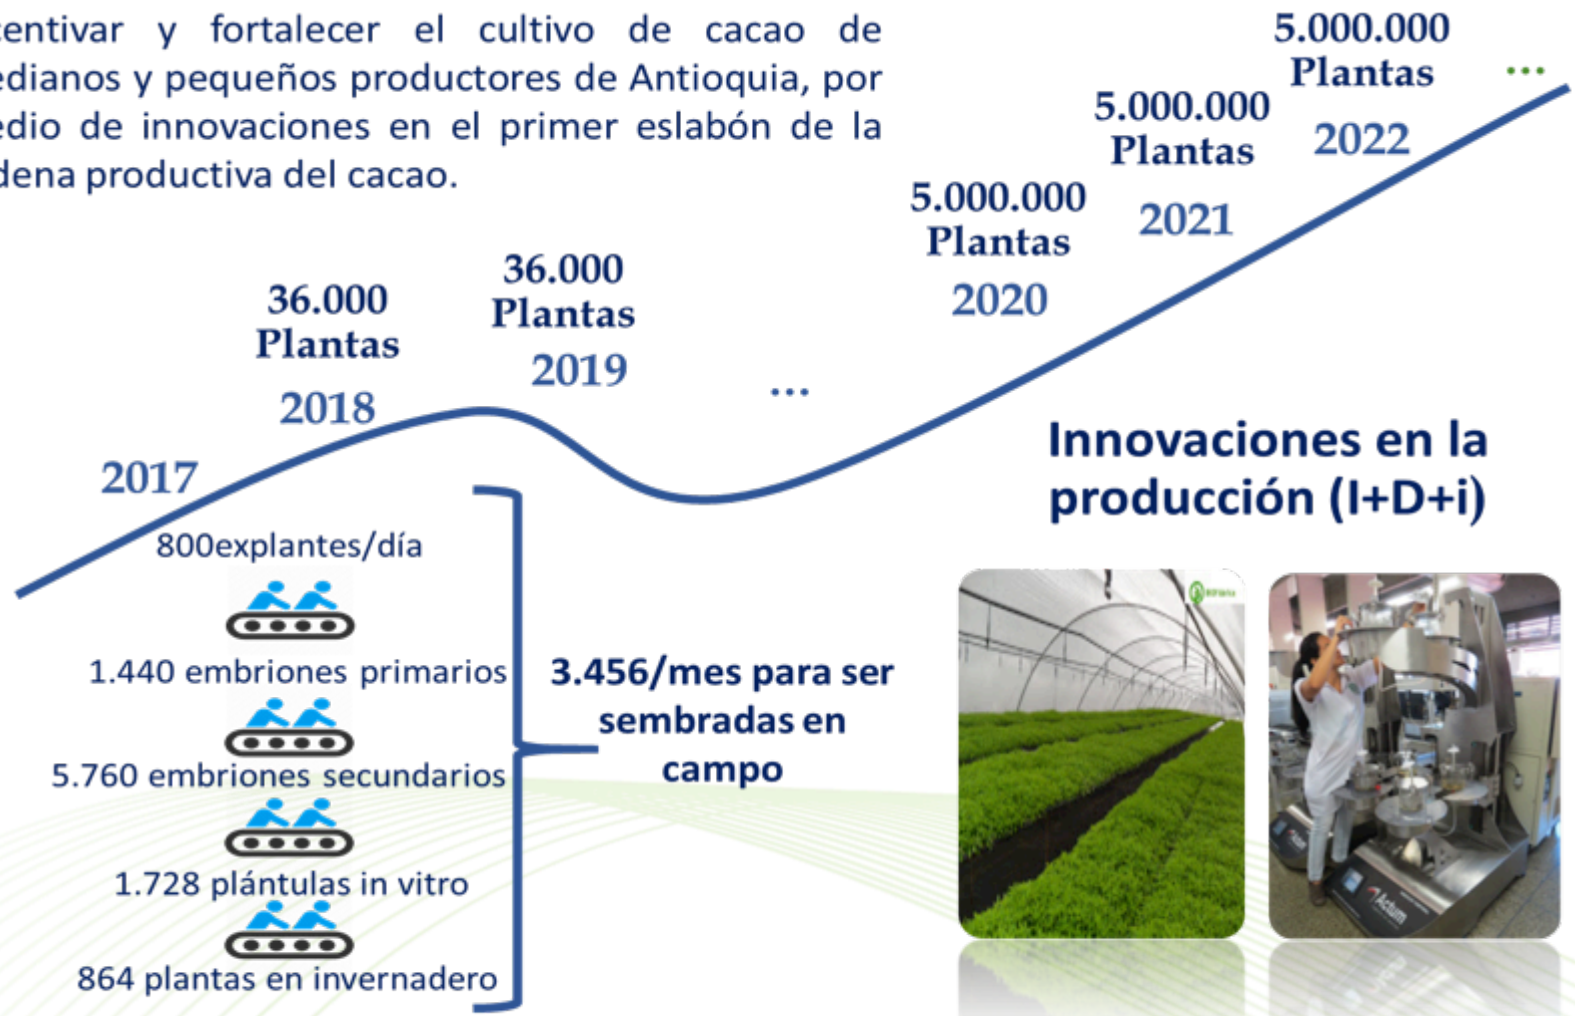 centivar y fortalecer el cultivo de cacao de
edianos y pequeños productores de Antioquia, por
edio de innovaciones en el primer eslabón de la
dena productiva del cacao.
5.000.000
Plantas
...
2022
5.000.000
Plantas
2021
5.000.000
Plantas
2020
36.000
Plantas
2019
...
36.000
Plantas
2018
2017
Innovaciones en la
producción (I+D+i)
800explantes/día
1.440 embriones primarios
5.760 embriones secundarios
1.728 plántulas in vitro
864 plantas en invernadero
3.456/mes para ser
sembradas en
campo
Actum